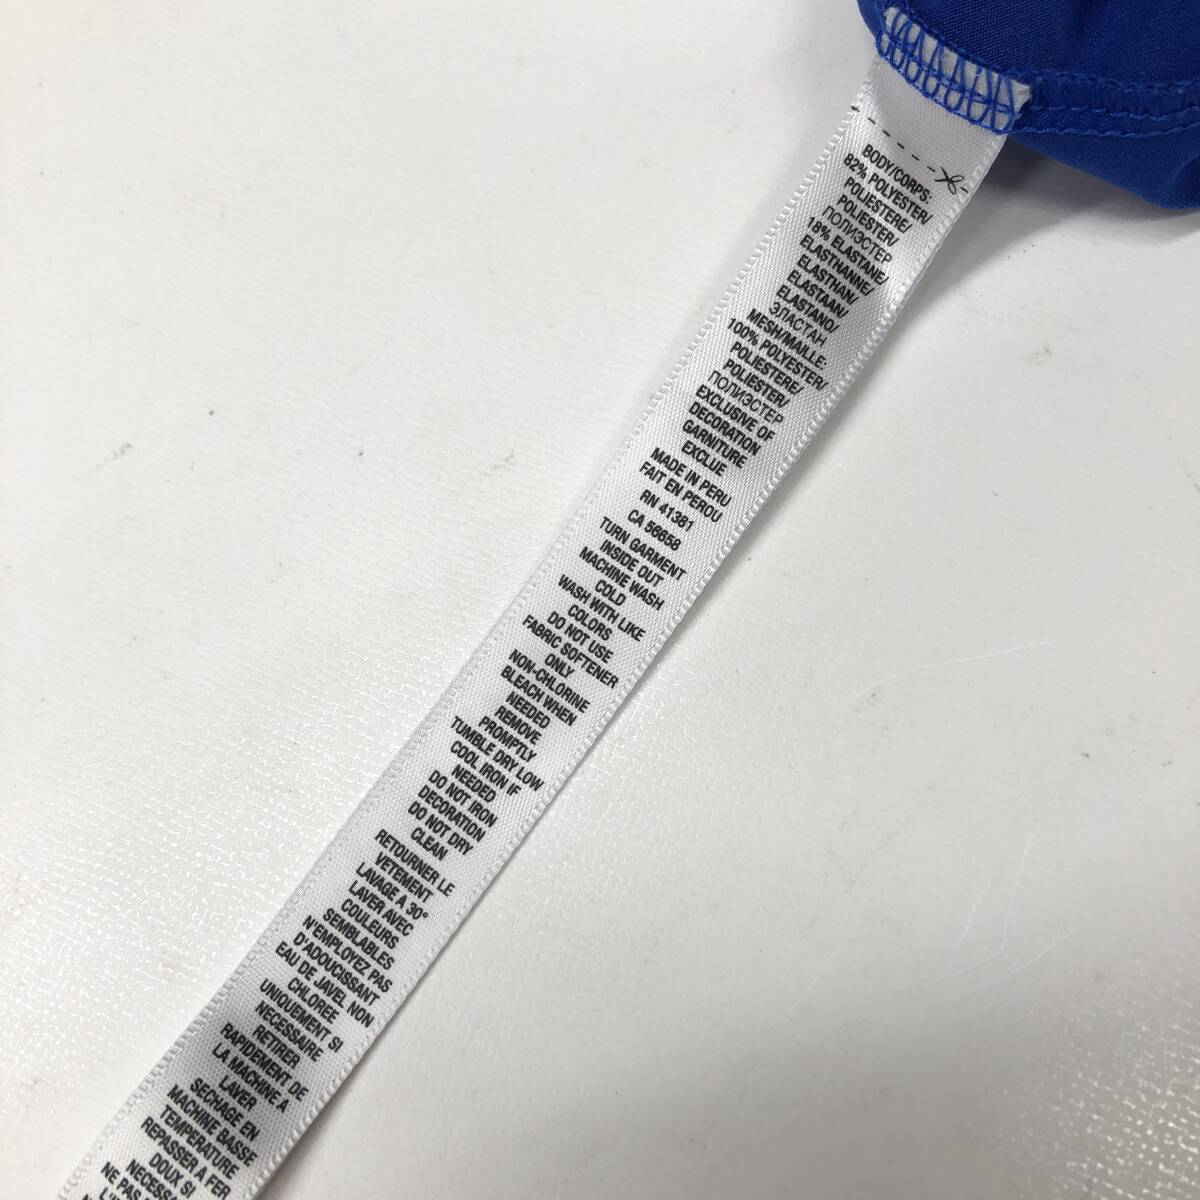 BODY/CORPS:
82% POLYESTER/
POLIESTERE/
POLIESTER/
ПОЛИЭСТЕР
18% ELASTANE/
ELASTHANNE/
ELASTHAN/
ELASTAAN/
ELASTANO/
ЭЛАСТАН
MESH/MAILLE:
100% POLYESTER/
POLIESTERE/
POLIESTER/
ПОЛИЭСТЕР
EXCLUSIVE OF
DECORATION
GARNITURE
EXCLUE
MADE IN PERU
FAIT EN PEROU
RN 41381
CA 56658
TURN GARMENT
INSIDE OUT
MACHINE WASH
COLD
WASH WITH LIKE
COLORS
DO NOT USE
FABRIC SOFTENER
ONLY
NON-CHLORINE
BLEACH WHEN
NEEDED
REMOVE
PROMPTLY
TUMBLE DRY LOW
COOL IRON IF
NEEDED
DO NOT IRON
DECORATION
DO NOT DRY
CLEAN
RETOURNER LE
VETEMENT
LAVAGE A 30°
LAVER AVEC
COULEURS
SEMBLABLES
N'EMPLOYEZ PAS
D'ADOUCISSANT
EAU DE JAVEL NON
CHLOREE
UNIQUEMENT SI
NECESSAIRE
RETIRER
RAPIDEMENT DE
LA MACHINE A
LAVER
SECHAGE EN
MACHINE BASSE
TEMPERATURE
REPASSER A FER
DOUX SI
NE PAS